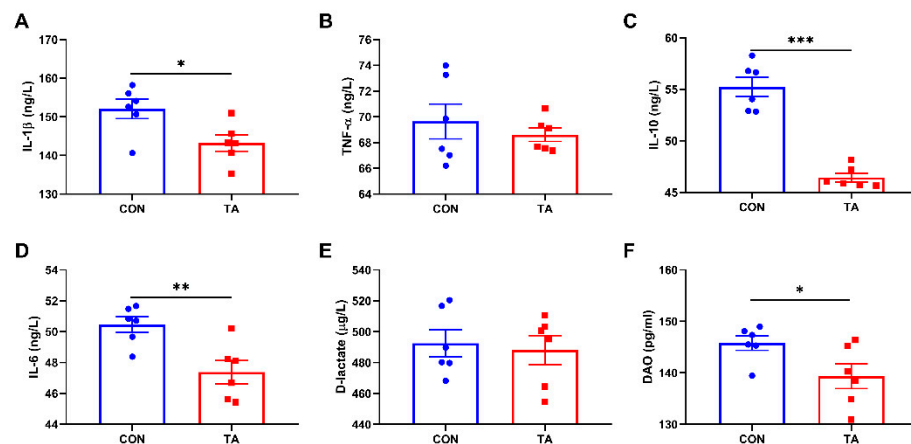 A
IL-1β (ng/L)
170
160
150
140
130
*
CON
TA
B
TNF-α (ng/L)
76
74
72
70
68
66
64
CON
TA
C
IL-10 (ng/L)
60
55
50
45
***
CON
TA
D
IL-6 (ng/L)
54
52
50
48
46
44
**
CON
TA
E
D-lactate (μg/L)
540
520
500
480
460
440
CON
TA
F
DAO (pg/ml)
160
150
140
130
*
CON
TA